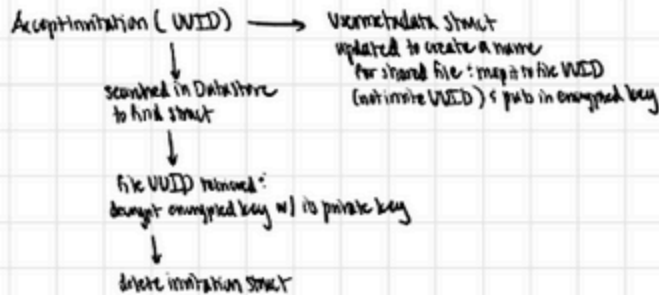 AcceptInvitation ( UUID) → Usermetadata struct
updated to create a name
for shared file : map it to file UUID
(not invite UUID) & pub in encrypted key
searched in Datastore
to find struct
file UUID retrieved :
decrypt encrypted key w/ its private key
delete invitation struct